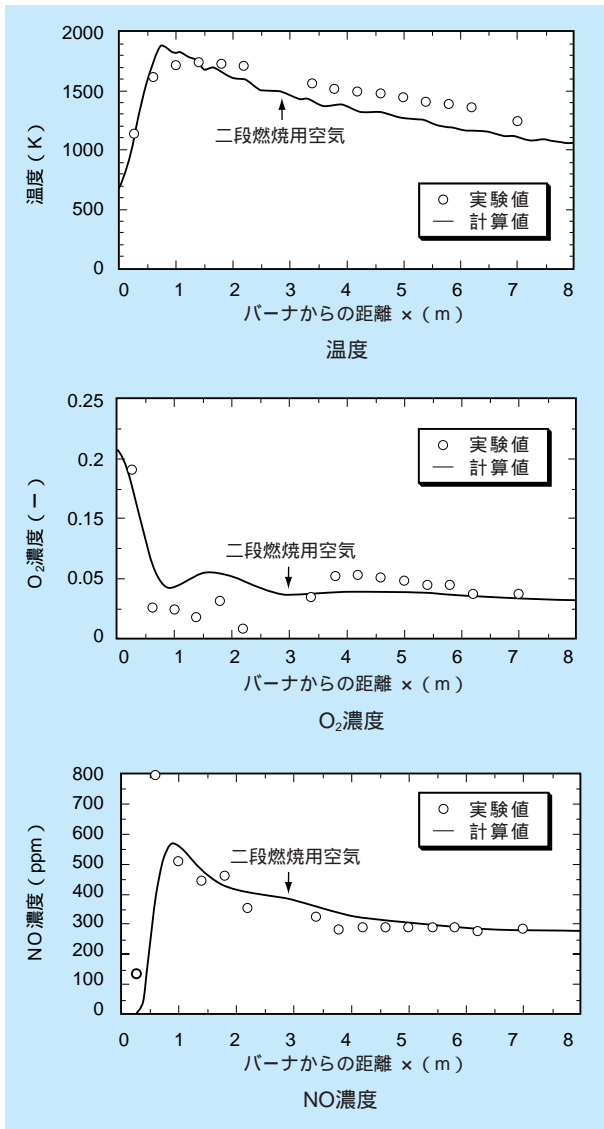 2000
1500
1000
500
0
温度(K)
二段燃焼用空気
実験値
計算値
0 1 2 3 4 5 6 7 8
バーナからの距離 x(m)
温度
0.25
0.2
0.15
0.05
0
O₂濃度(ー)
実験値
計算値
二段燃焼用空気
0 1 2 3 4 5 6 7 8
バーナからの距離 x(m)
O₂濃度
800
700
600
500
400
300
200
100
0
NO濃度(ppm)
実験値
計算値
二段燃焼用空気
0 1 2 3 4 5 6 7 8
バーナからの距離 x(m)
NO濃度